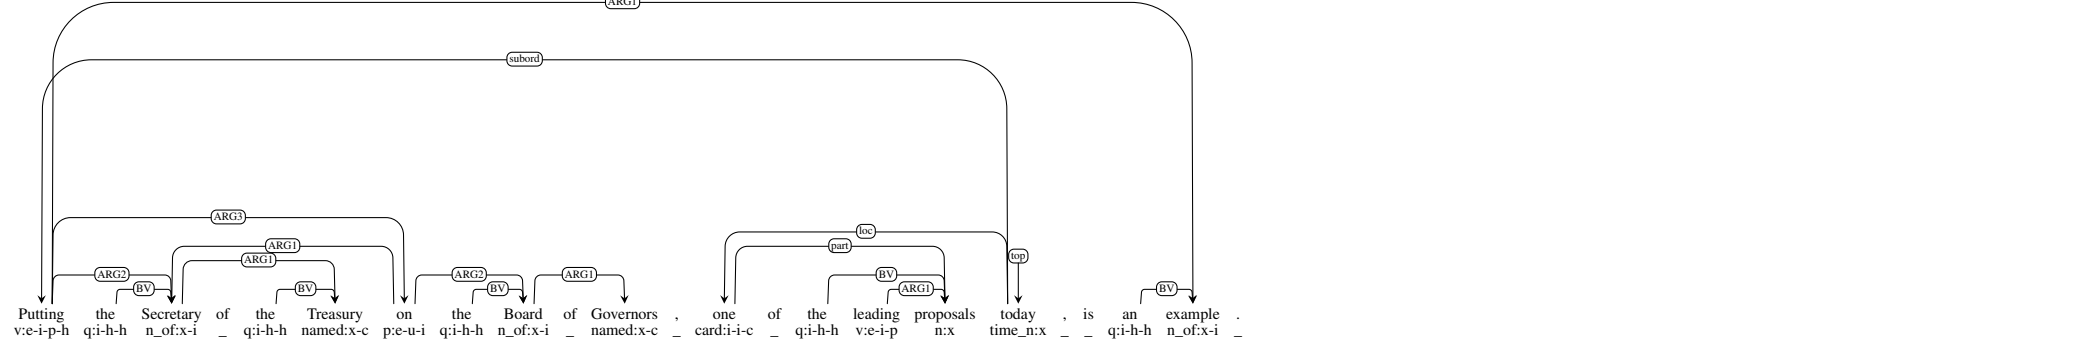 ARG1
subord
ARG3
loc
ARG1 part
ARG1 top
ARG2 ARG2 ARG1 BV
BV BV BV ARG1 BV
Putting the Secretary of the Treasury on the Board of Governors , one of the leading proposals today , is an example .
v:e-i-p-h q:i-h-h n_of:x-i _ q:i-h-h named:x-c p:e-u-i q:i-h-h n_of:x-i _ named:x-c _ card:i-i-c _ q:i-h-h v:e-i-p n:x time_n:x _ _ q:i-h-h n_of:x-i _